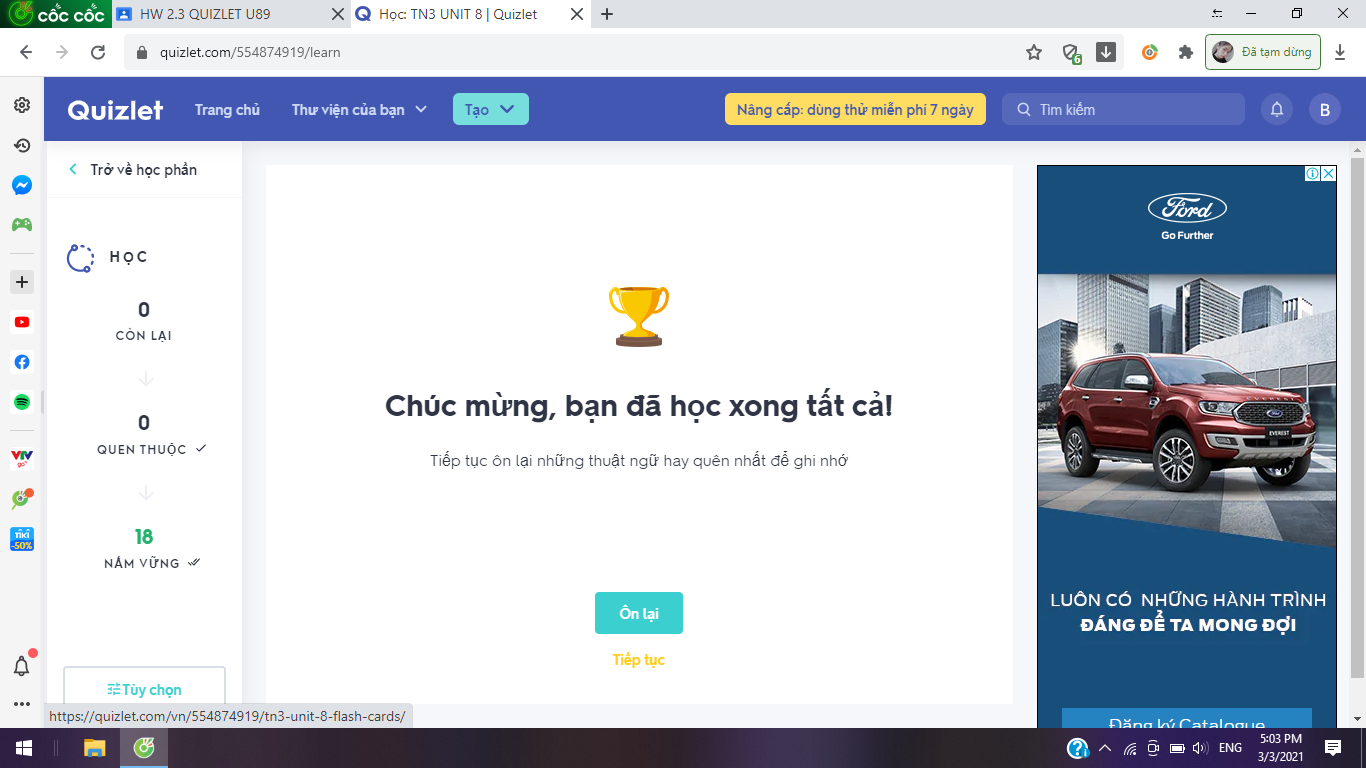 cốc cốc
HW 2.3 QUIZLET U89
Học: TN3 UNIT 8 | Quizlet
quizlet.com/554874919/learn
6
Đã tạm dừng
Quizlet
Trang chủ
Thư viện của bạn
Tạo
Nâng cấp: dùng thử miễn phí 7 ngày
Tìm kiếm
B
Trở về học phần
HỌC
0
CÒN LẠI
0
QUEN THUỘC
18
NẮM VỮNG
Tùy chọn
Chúc mừng, bạn đã học xong tất cả!
Tiếp tục ôn lại những thuật ngữ hay quên nhất để ghi nhớ
Ôn lại
Tiếp tục
Ford
Go Further
EVEREST
EVEREST
LUÔN CÓ NHỮNG HÀNH TRÌNH
ĐÁNG ĐỂ TA MONG ĐỢI
Đăng ký Catalogue
VTV
go
TIKI
-50%
https://quizlet.com/vn/554874919/tn3-unit-8-flash-cards/
ENG
5:03 PM
3/3/2021